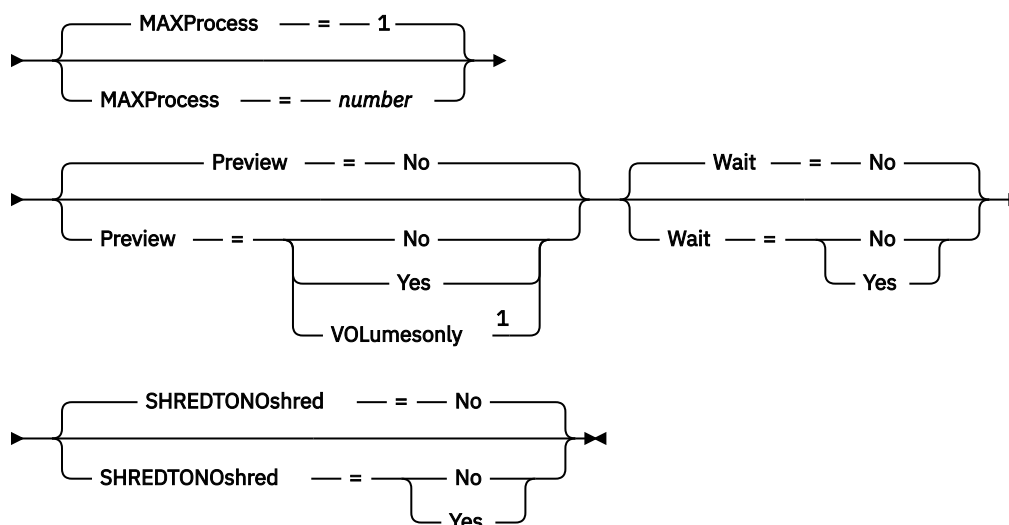 MAXProcess = 1
MAXProcess = number
Preview = No Wait = No
Preview = No Wait = No
Yes Yes
VOLumesonly 1
SHREDTONOshred = No
SHREDTONOshred = No
Yes